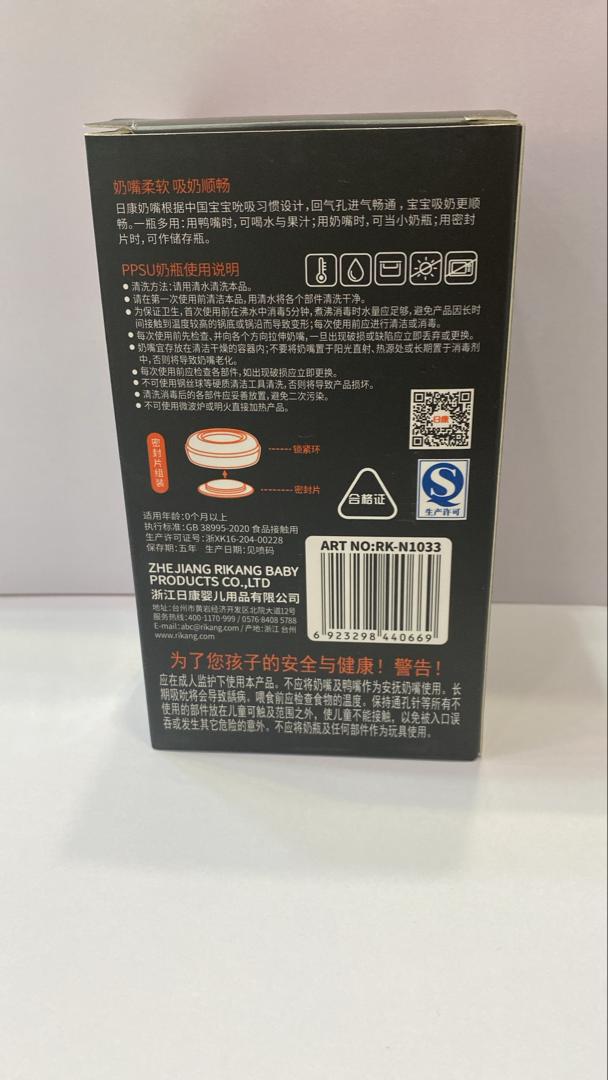 奶嘴柔软 吸奶顺畅
日康奶嘴根据中国宝宝吮吸习惯设计，回气孔进气畅通，宝宝吸奶更顺
畅。一瓶多用：用鸭嘴时，可喝水与果汁；用奶嘴时，可当小奶瓶；用密封
片时，可作储存瓶。
PPSU奶瓶使用说明
● 清洗方法：请用清水清洗本品。
● 请在第一次使用前清洁本品，用清水将各个部件清洗干净。
● 为保证卫生，首次使用前在沸水中消毒5分钟，煮沸消毒时水量应足够，避免产品因长时
间接触到温度较高的锅底或锅沿而导致变形；每次使用前应进行清洁或消毒。
● 每次使用前先检查、并向各个方向拉伸奶嘴，一旦出现破损或缺陷应立即丢弃或更换。
● 奶嘴宜存放在清洁干燥的容器内；不要将奶嘴置于阳光直射、热源处或长期置于消毒剂
中，否则将导致奶嘴老化。
● 每次使用前应检查各部件，如出现破损应立即更换。
● 不可使用钢丝球等硬质清洁工具清洗，否则将导致产品损坏。
● 清洗消毒后的各部件应妥善放置，避免二次污染。
● 不可使用微波炉或明火直接加热产品。
日康
密封片组装
锁紧环
密封片
合格证
S
生产许可
适用年龄：0个月以上
执行标准：GB 38995-2020 食品接触用
生产许可证号：浙XK16-204-00228
保存期：五年 生产日期：见喷码
ZHEJIANG RIKANG BABY
PRODUCTS CO.,LTD
浙江日康婴儿用品有限公司
地址：台州市黄岩经济开发区北院大道12号
服务热线：400-1170-999 / 0576 8408 5788
E-mail:abc@rikang.com / 产地：浙江 台州
www.rikang.com
ART NO:RK-N1033
6 923298 440669
为了您孩子的安全与健康！警告！
应在成人监护下使用本产品。不应将奶嘴及鸭嘴作为安抚奶嘴使用。长
期吸吮将会导致龋病。喂食前应检查食物的温度。保持通孔针等所有不
使用的部件放在儿童可触及范围之外，使儿童不能接触，以免被入口误
吞或发生其它危险的意外。不应将奶瓶及任何部件作为玩具使用。